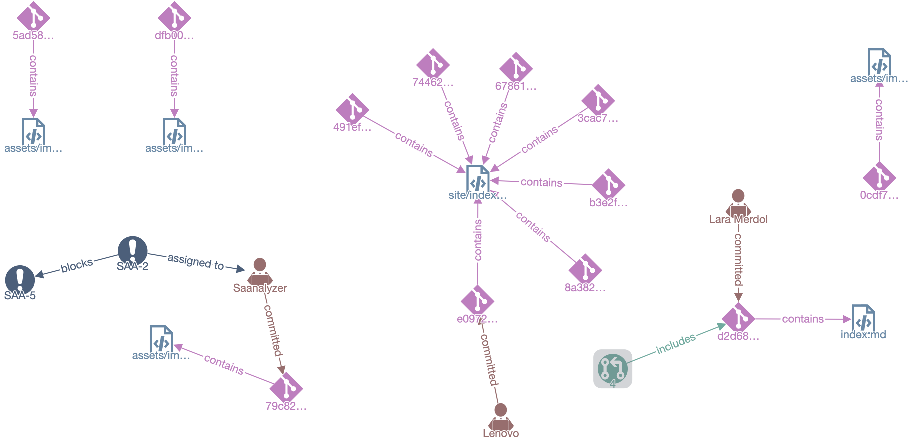 5ad58...
contains
assets/im...
dfb00...
contains
assets/im...
74462...
contains
67861...
contains
491ef...
contains
3cac7...
contains
site/index...
contains
b3e2f...
contains
8a382...
contains
e0972...
committed
Lenovo
assets/im...
contains
0cdf7...
Lara Merdol
committed
d2d68...
contains
index.md
includes
4
SAA-2
blocks
SAA-5
assigned to
Saanalyzer
committed
assets/im...
contains
79c82...